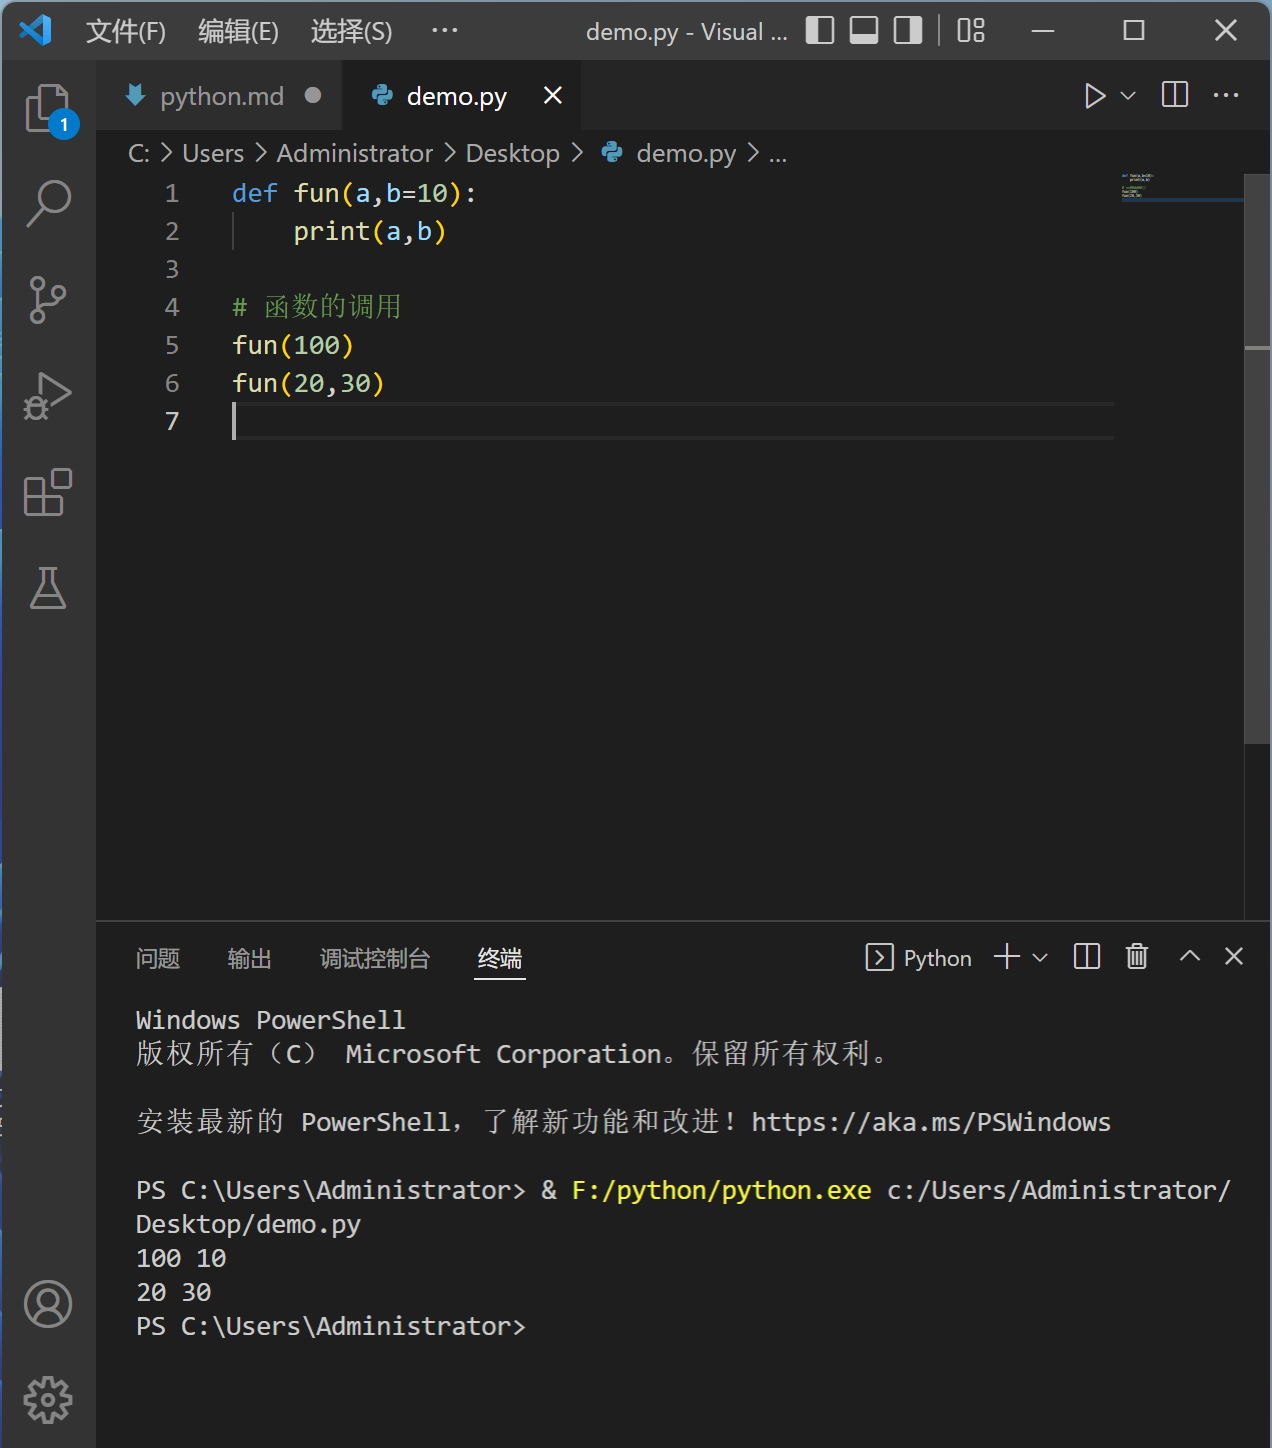 文件(F) 编辑(E) 选择(S) ··· demo.py - Visual ...
1
python.md ● demo.py
C: > Users > Administrator > Desktop > demo.py > ...
1 def fun(a,b=10):
2     print(a,b)
3
4 # 函数的调用
5 fun(100)
6 fun(20,30)
7
问题 输出 调试控制台 终端 Python
Windows PowerShell
版权所有（C） Microsoft Corporation。保留所有权利。
安装最新的 PowerShell，了解新功能和改进！https://aka.ms/PSWindows
PS C:\Users\Administrator> & F:/python/python.exe c:/Users/Administrator/
Desktop/demo.py
100 10
20 30
PS C:\Users\Administrator>